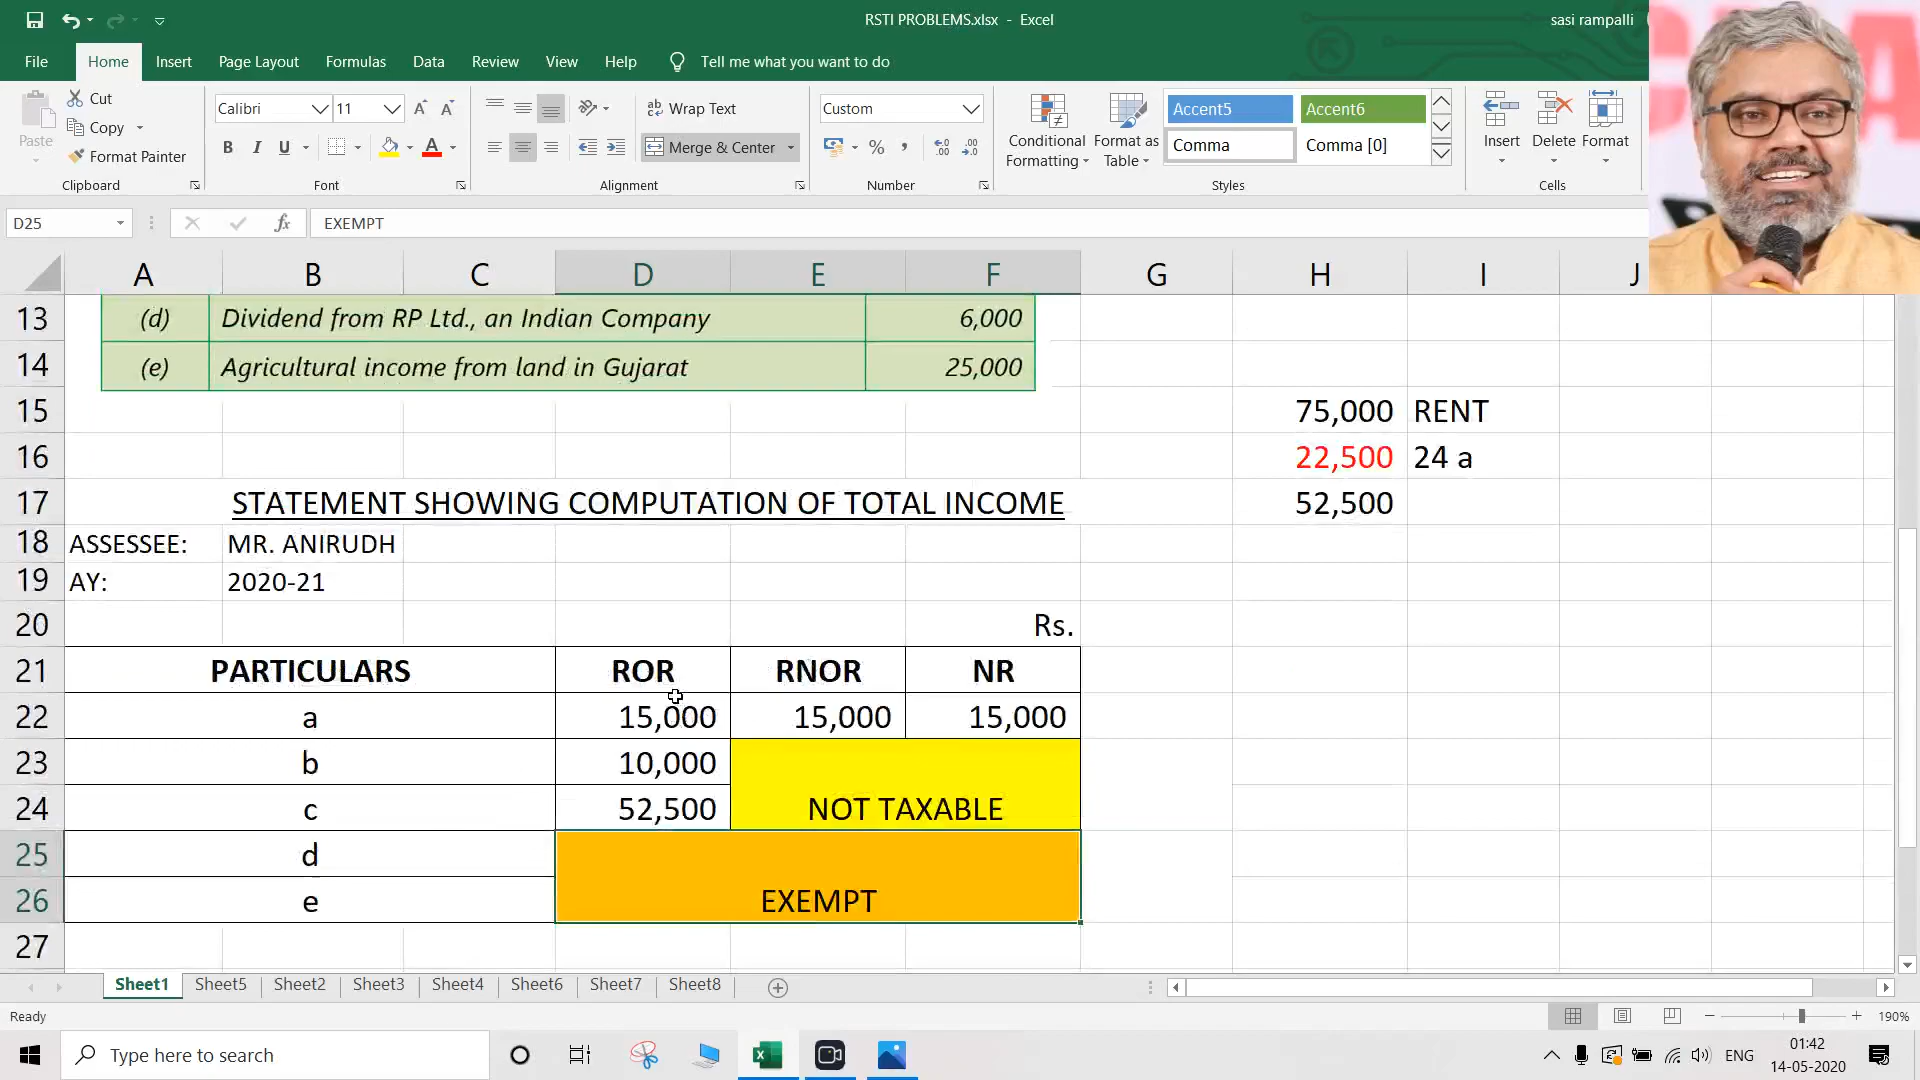 RSTI PROBLEMS.xlsx - Excel
sasi rampalli
File Home Insert Page Layout Formulas Data Review View Help Tell me what you want to do
Paste
Cut
Copy
Format Painter
Clipboard
Calibri 11
B I U
Font
Wrap Text
Merge & Center
Alignment
Custom
%
Number
Conditional Formatting
Format as Table
Accent5 Accent6
Comma Comma [0]
Styles
Insert Delete Format
Cells
D25 fx EXEMPT
A B C D E F G H I J
13 (d) Dividend from RP Ltd., an Indian Company 6,000
14 (e) Agricultural income from land in Gujarat 25,000
15 75,000 RENT
16 22,500 24 a
17 STATEMENT SHOWING COMPUTATION OF TOTAL INCOME 52,500
18 ASSESSEE: MR. ANIRUDH
19 AY: 2020-21
20 Rs.
21 PARTICULARS ROR RNOR NR
22 a 15,000 15,000 15,000
23 b 10,000
24 c 52,500 NOT TAXABLE
25 d
26 e EXEMPT
27
Sheet1 Sheet5 Sheet2 Sheet3 Sheet4 Sheet6 Sheet7 Sheet8
Ready
190%
Type here to search
ENG
01:42
14-05-2020